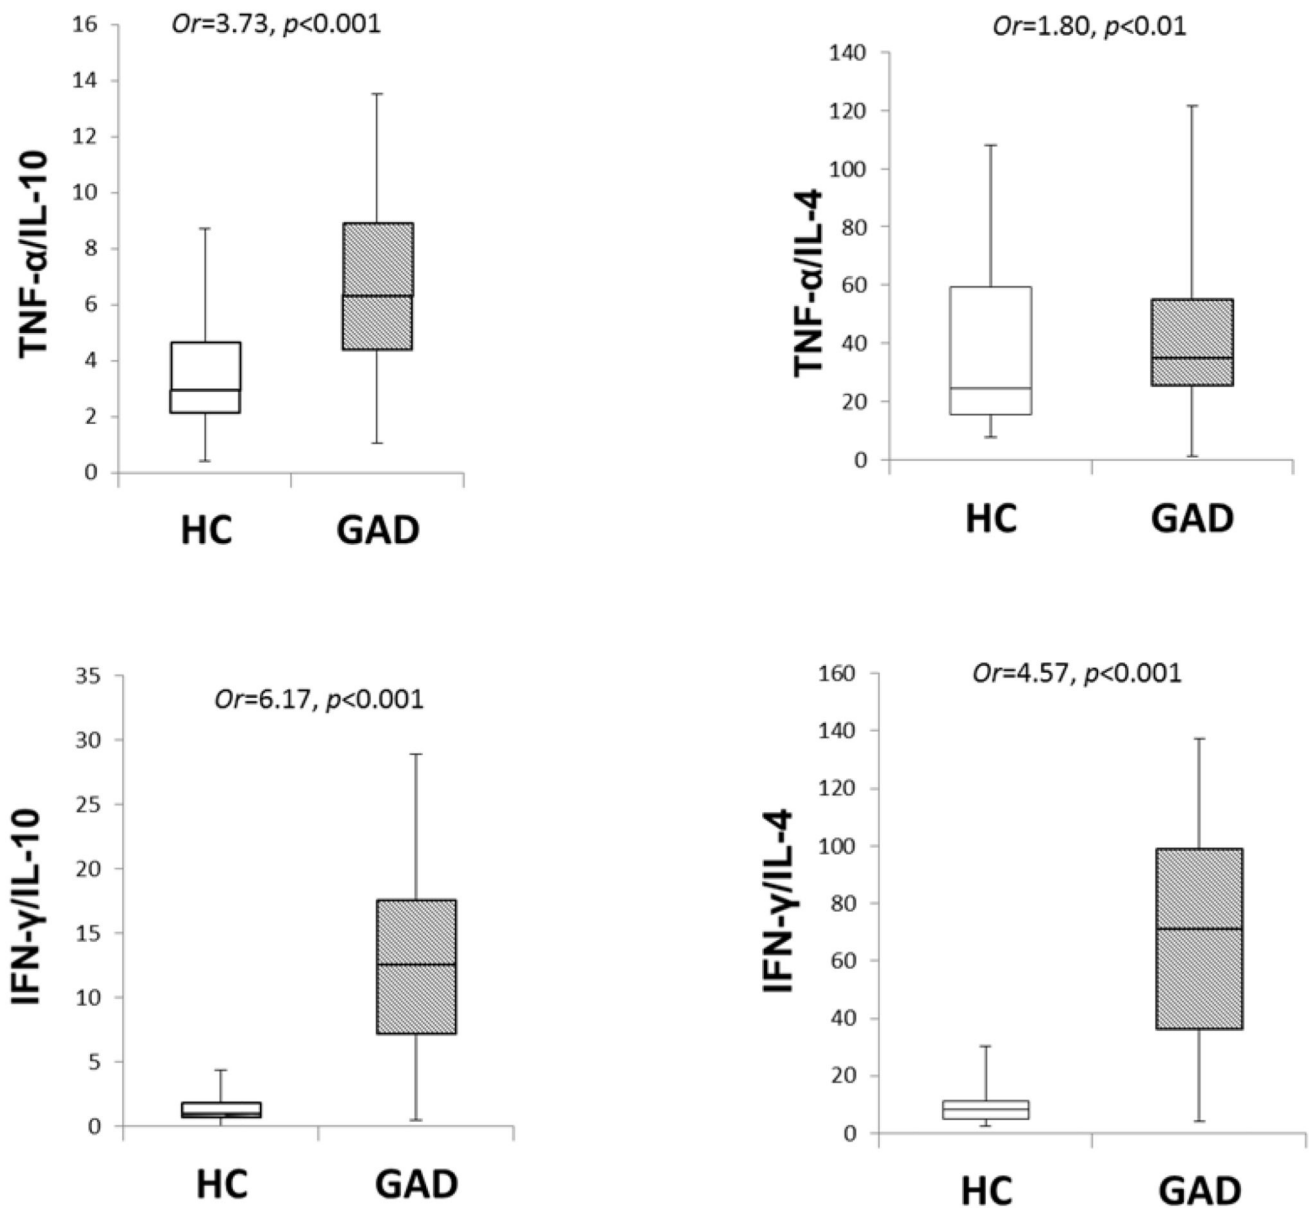 Or=3.73, p<0.001
TNF-α/IL-10
16
14
12
10
8
6
4
2
0
HC GAD
Or=1.80, p<0.01
TNF-α/IL-4
140
120
100
80
60
40
20
0
HC GAD
Or=6.17, p<0.001
IFN-γ/IL-10
35
30
25
20
15
10
5
0
HC GAD
Or=4.57, p<0.001
IFN-γ/IL-4
160
140
120
100
80
60
40
20
0
HC GAD